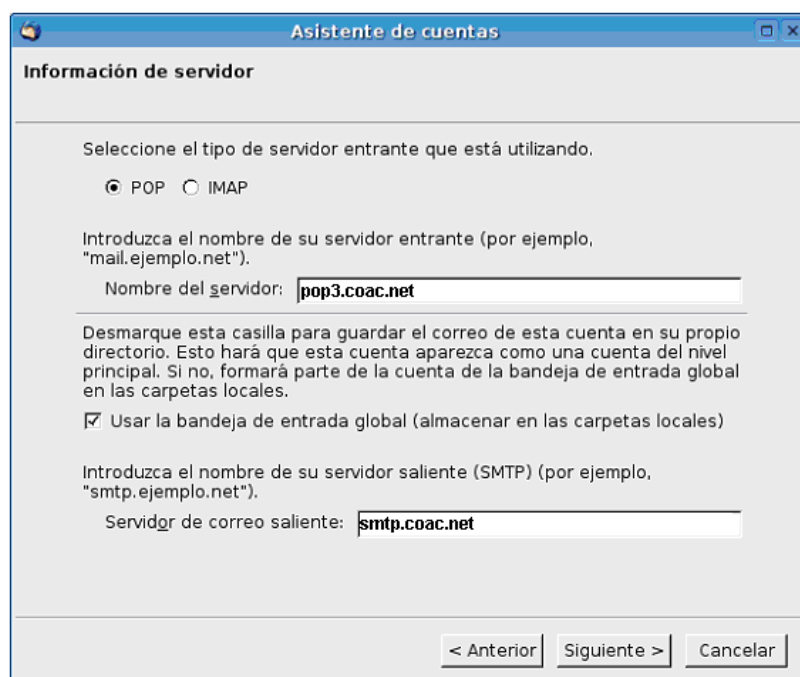 Asistente de cuentas
Información de servidor
Seleccione el tipo de servidor entrante que está utilizando.
POP IMAP
Introduzca el nombre de su servidor entrante (por ejemplo,
"mail.ejemplo.net").
Nombre del servidor: pop3.coac.net
Desmarque esta casilla para guardar el correo de esta cuenta en su propio
directorio. Esto hará que esta cuenta aparezca como una cuenta del nivel
principal. Si no, formará parte de la cuenta de la bandeja de entrada global
en las carpetas locales.
Usar la bandeja de entrada global (almacenar en las carpetas locales)
Introduzca el nombre de su servidor saliente (SMTP) (por ejemplo,
"smtp.ejemplo.net").
Servidor de correo saliente: smtp.coac.net
< Anterior Siguiente > Cancelar